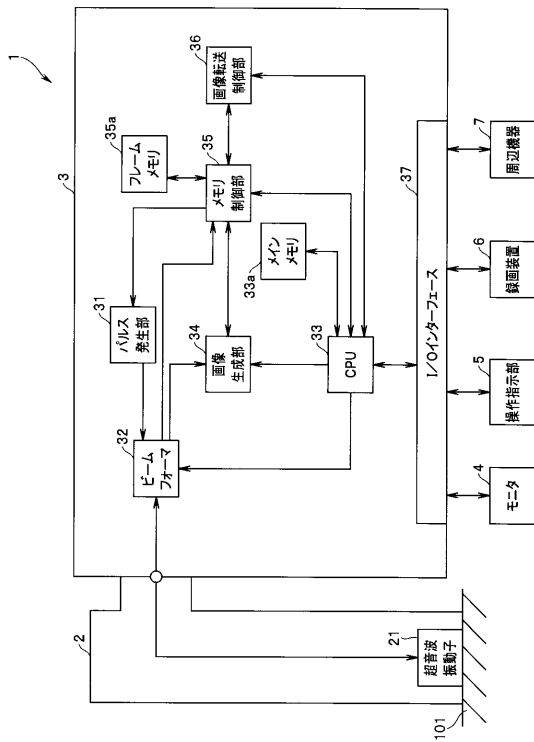 1
3
36
画像転送
制御部
35a
フレーム
メモリ
35
メモリ
制御部
33a
メイン
メモリ
31
パルス
発生部
34
画像
生成部
33
CPU
32
ビーム
フォーマ
37
I/Oインターフェース
7
周辺機器
6
録画装置
5
操作指示部
4
モニタ
2
21
超音波
振動子
101